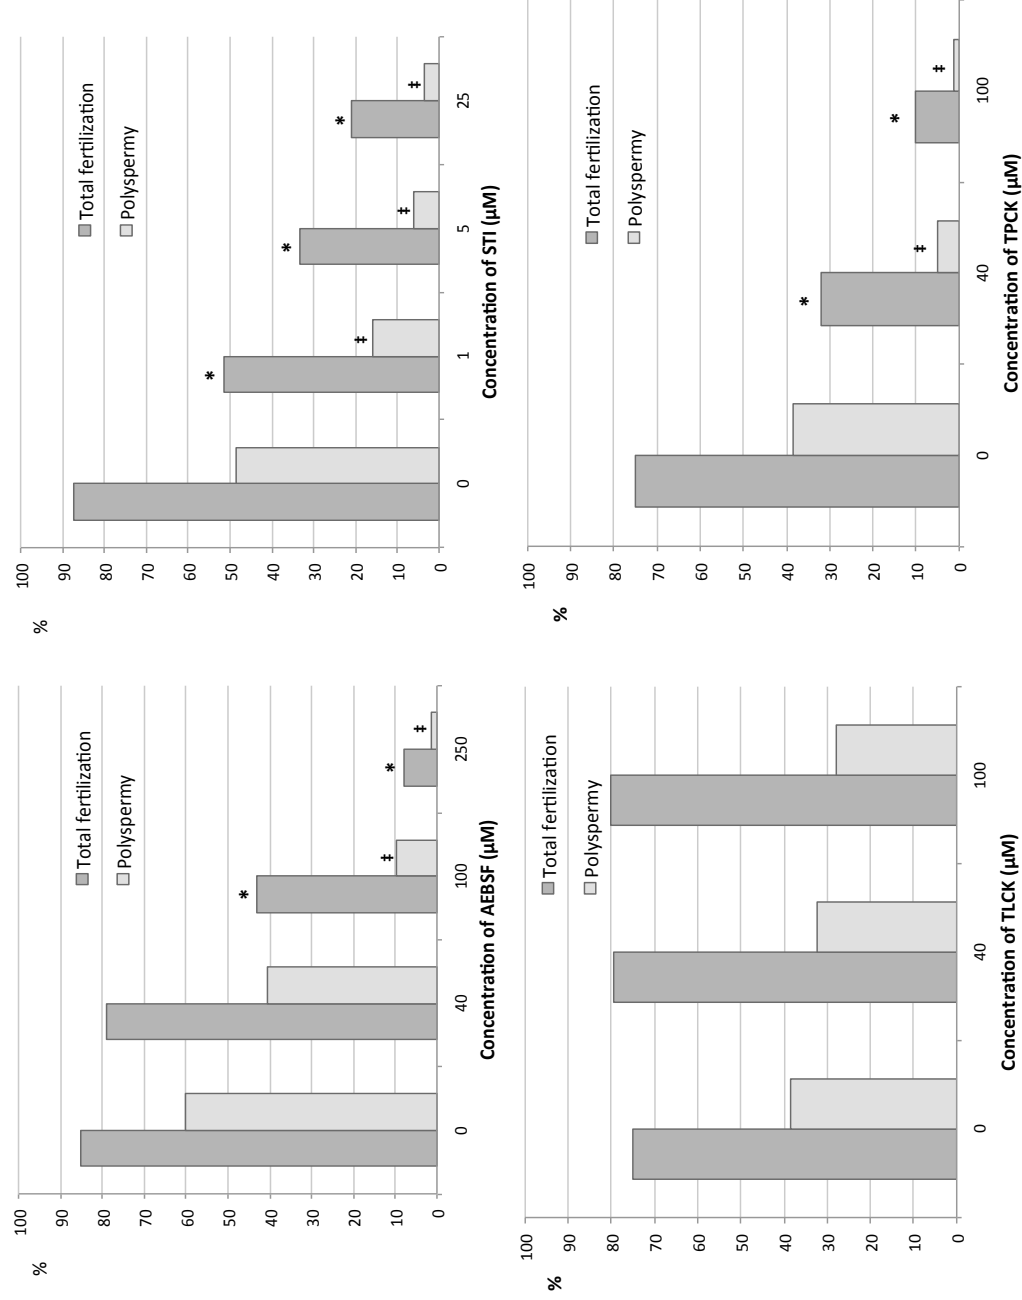 %
100
90
80
70
60
50
40
30
20
10
0
Total fertilization
Polyspermy
*
ǂ
*
ǂ
0 40 100 250
Concentration of AEBSF (μM)
%
100
90
80
70
60
50
40
30
20
10
0
Total fertilization
Polyspermy
*
ǂ
*
ǂ
*
ǂ
0 1 5 25
Concentration of STI (μM)
%
100
90
80
70
60
50
40
30
20
10
0
Total fertilization
Polyspermy
0 40 100
Concentration of TLCK (μM)
%
100
90
80
70
60
50
40
30
20
10
0
Total fertilization
Polyspermy
*
ǂ
*
ǂ
0 40 100
Concentration of TPCK (μM)